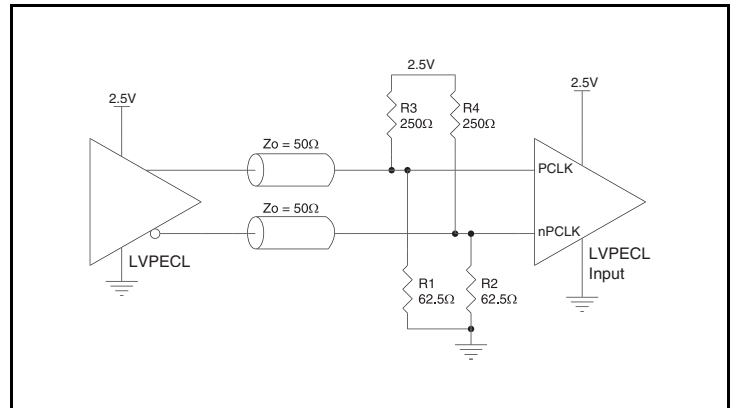 2.5V
2.5V
2.5V
R3
250Ω
R4
250Ω
Zo = 50Ω
PCLK
Zo = 50Ω
nPCLK
LVPECL
LVPECL
Input
R1
62.5Ω
R2
62.5Ω